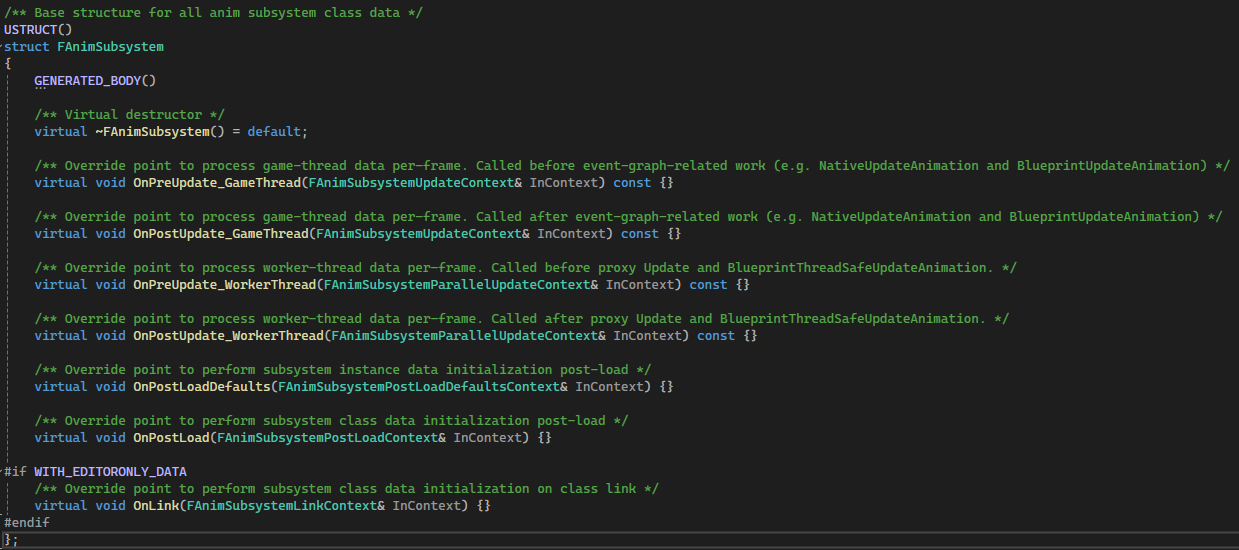 /** Base structure for all anim subsystem class data */
USTRUCT()
struct FAnimSubsystem
{
GENERATED_BODY()
/** Virtual destructor */
virtual ~FAnimSubsystem() = default;
/** Override point to process game-thread data per-frame. Called before event-graph-related work (e.g. NativeUpdateAnimation and BlueprintUpdateAnimation) */
virtual void OnPreUpdate_GameThread(FAnimSubsystemUpdateContext& InContext) const {}
/** Override point to process game-thread data per-frame. Called after event-graph-related work (e.g. NativeUpdateAnimation and BlueprintUpdateAnimation) */
virtual void OnPostUpdate_GameThread(FAnimSubsystemUpdateContext& InContext) const {}
/** Override point to process worker-thread data per-frame. Called before proxy Update and BlueprintThreadSafeUpdateAnimation. */
virtual void OnPreUpdate_WorkerThread(FAnimSubsystemParallelUpdateContext& InContext) const {}
/** Override point to process worker-thread data per-frame. Called after proxy Update and BlueprintThreadSafeUpdateAnimation. */
virtual void OnPostUpdate_WorkerThread(FAnimSubsystemParallelUpdateContext& InContext) const {}
/** Override point to perform subsystem instance data initialization post-load */
virtual void OnPostLoadDefaults(FAnimSubsystemPostLoadDefaultsContext& InContext) {}
/** Override point to perform subsystem class data initialization post-load */
virtual void OnPostLoad(FAnimSubsystemPostLoadContext& InContext) {}
#if WITH_EDITORONLY_DATA
/** Override point to perform subsystem class data initialization on class link */
virtual void OnLink(FAnimSubsystemLinkContext& InContext) {}
#endif
};